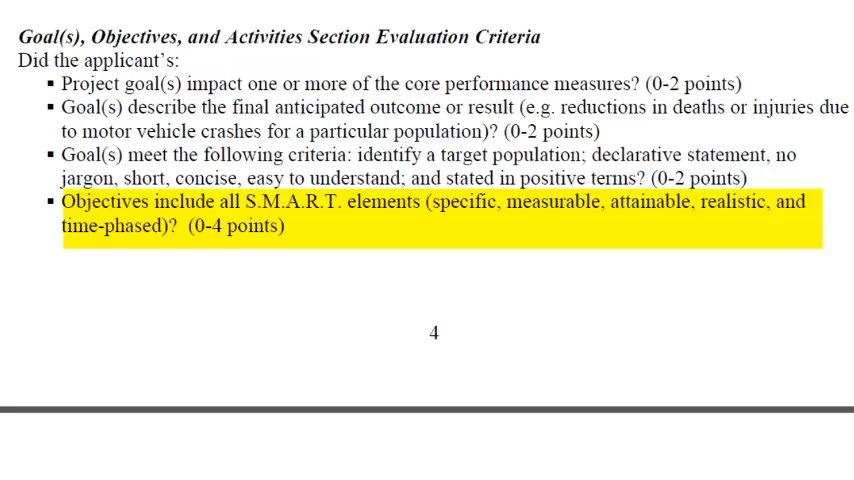 Goal(s), Objectives, and Activities Section Evaluation Criteria
Did the applicant's:
▪ Project goal(s) impact one or more of the core performance measures? (0-2 points)
▪ Goal(s) describe the final anticipated outcome or result (e.g. reductions in deaths or injuries due
to motor vehicle crashes for a particular population)? (0-2 points)
▪ Goal(s) meet the following criteria: identify a target population; declarative statement, no
jargon, short, concise, easy to understand; and stated in positive terms? (0-2 points)
▪ Objectives include all S.M.A.R.T. elements (specific, measurable, attainable, realistic, and
time-phased)? (0-4 points)
4